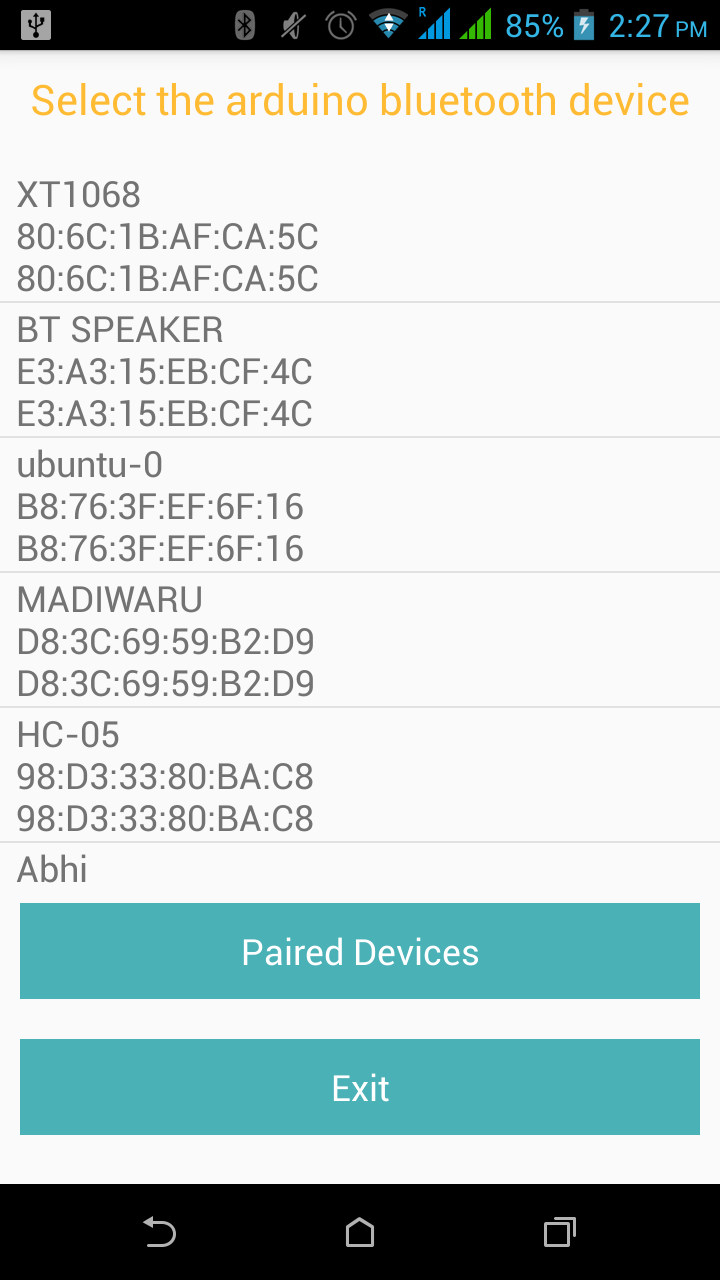 R
85%
2:27 PM
Select the arduino bluetooth device
XT1068
80:6C:1B:AF:CA:5C
80:6C:1B:AF:CA:5C
BT SPEAKER
E3:A3:15:EB:CF:4C
E3:A3:15:EB:CF:4C
ubuntu-0
B8:76:3F:EF:6F:16
B8:76:3F:EF:6F:16
MADIWARU
D8:3C:69:59:B2:D9
D8:3C:69:59:B2:D9
HC-05
98:D3:33:80:BA:C8
98:D3:33:80:BA:C8
Abhi
Paired Devices
Exit